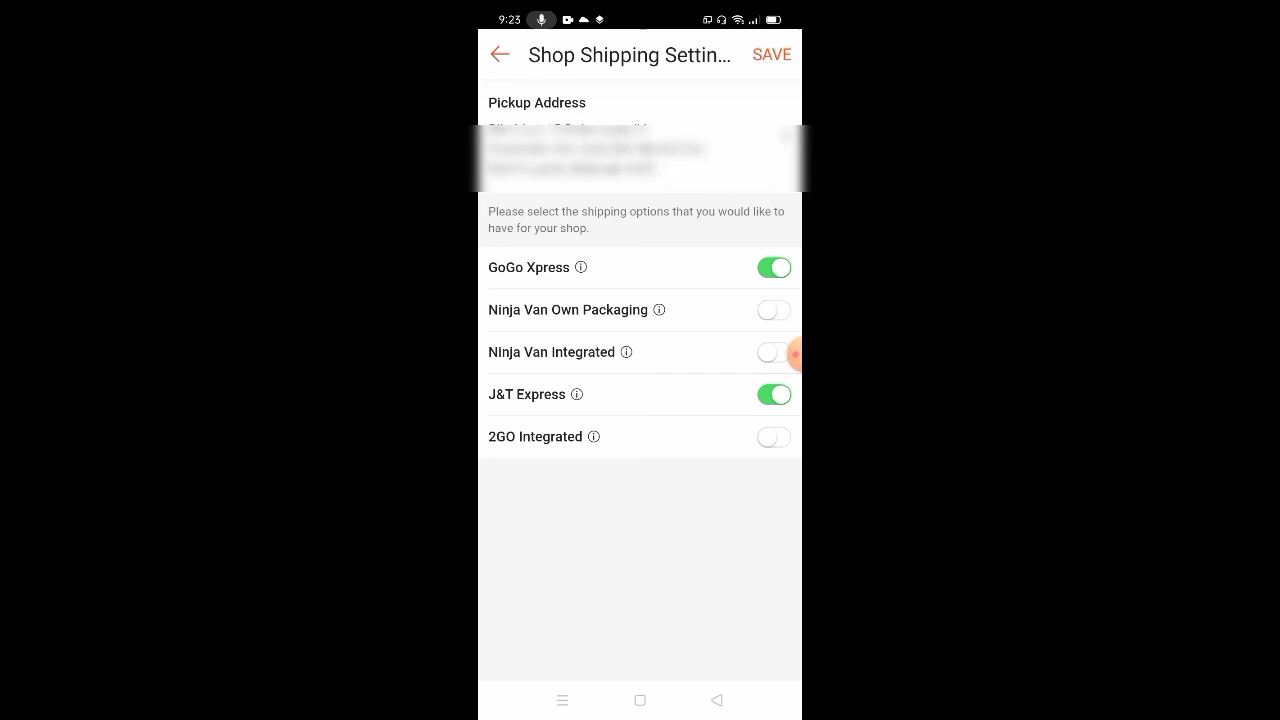 9:23
Shop Shipping Settin...
SAVE
Pickup Address
Please select the shipping options that you would like to
have for your shop.
GoGo Xpress
Ninja Van Own Packaging
Ninja Van Integrated
J&T Express
2GO Integrated